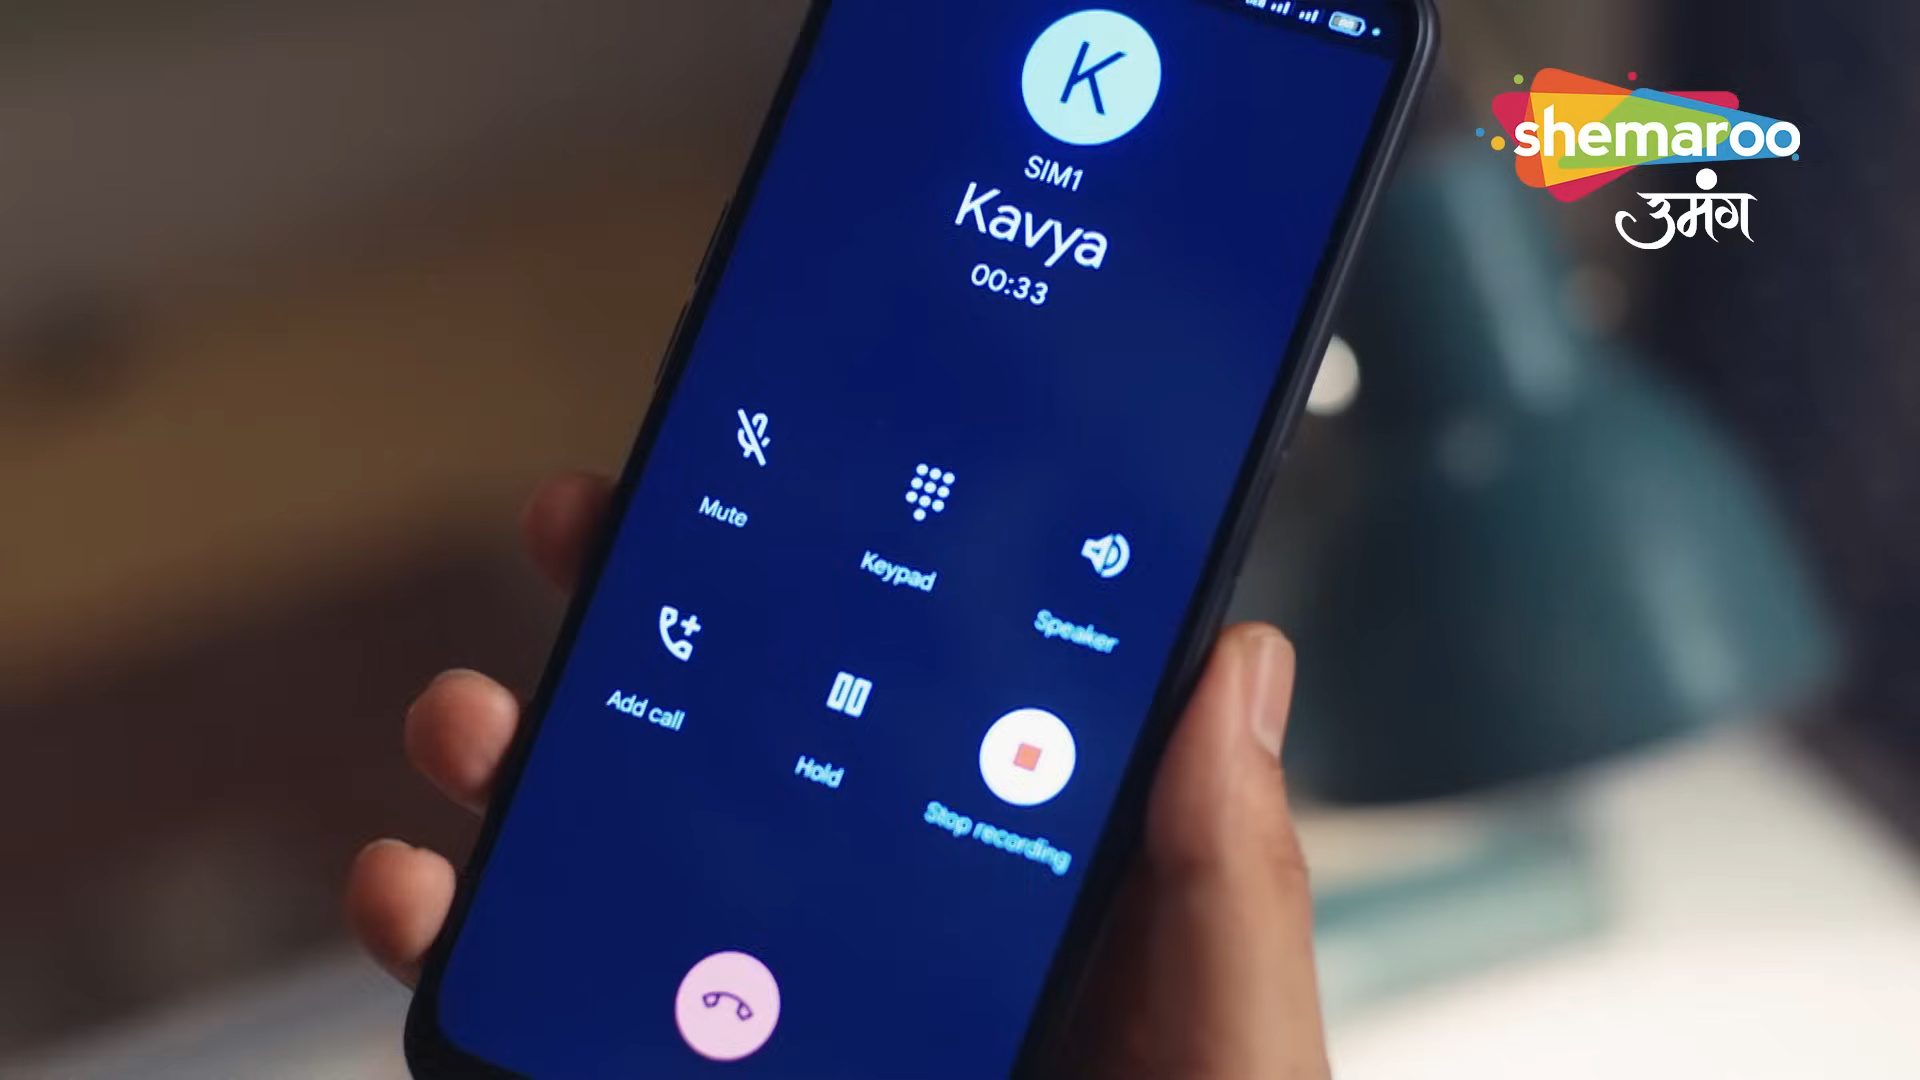 K
SIM1
Kavya
00:33
Mute
Keypad
Speaker
Add call
Hold
Stop recording
shemaroo
उमंग